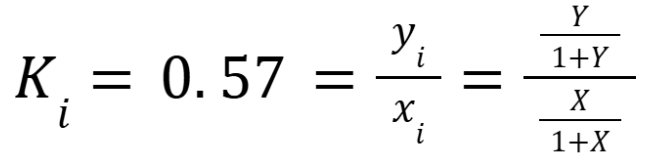 K_i = 0.57 = y_i / x_i = (Y / (1+Y)) / (X / (1+X))